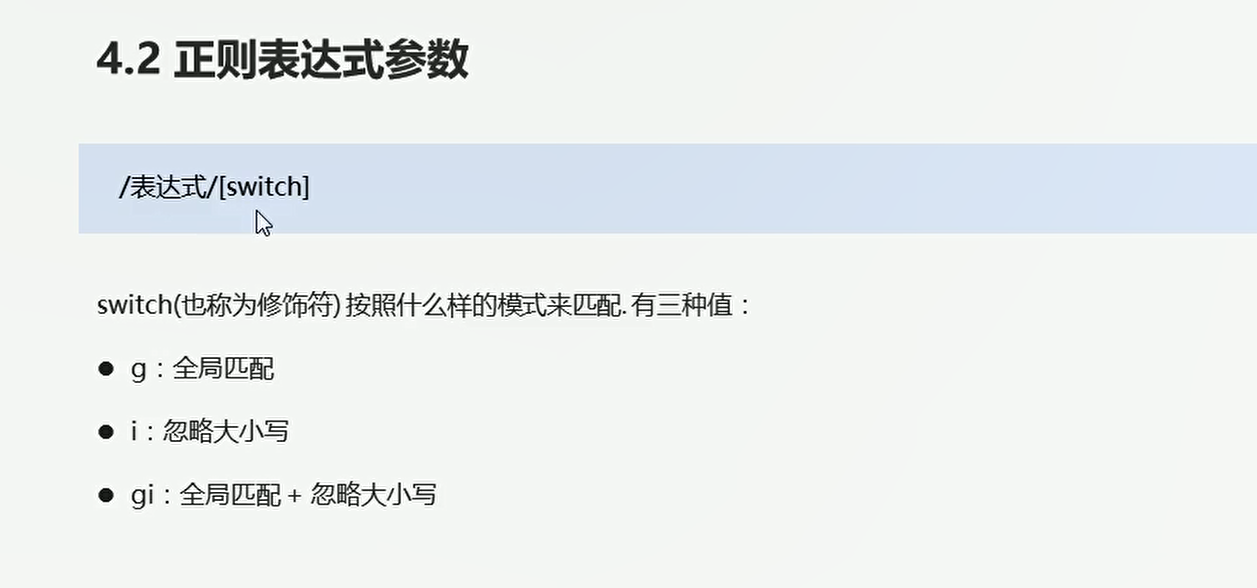 4.2 正则表达式参数
/表达式/[switch]
switch(也称为修饰符) 按照什么样的模式来匹配. 有三种值：
● g：全局匹配
● i：忽略大小写
● gi：全局匹配 + 忽略大小写